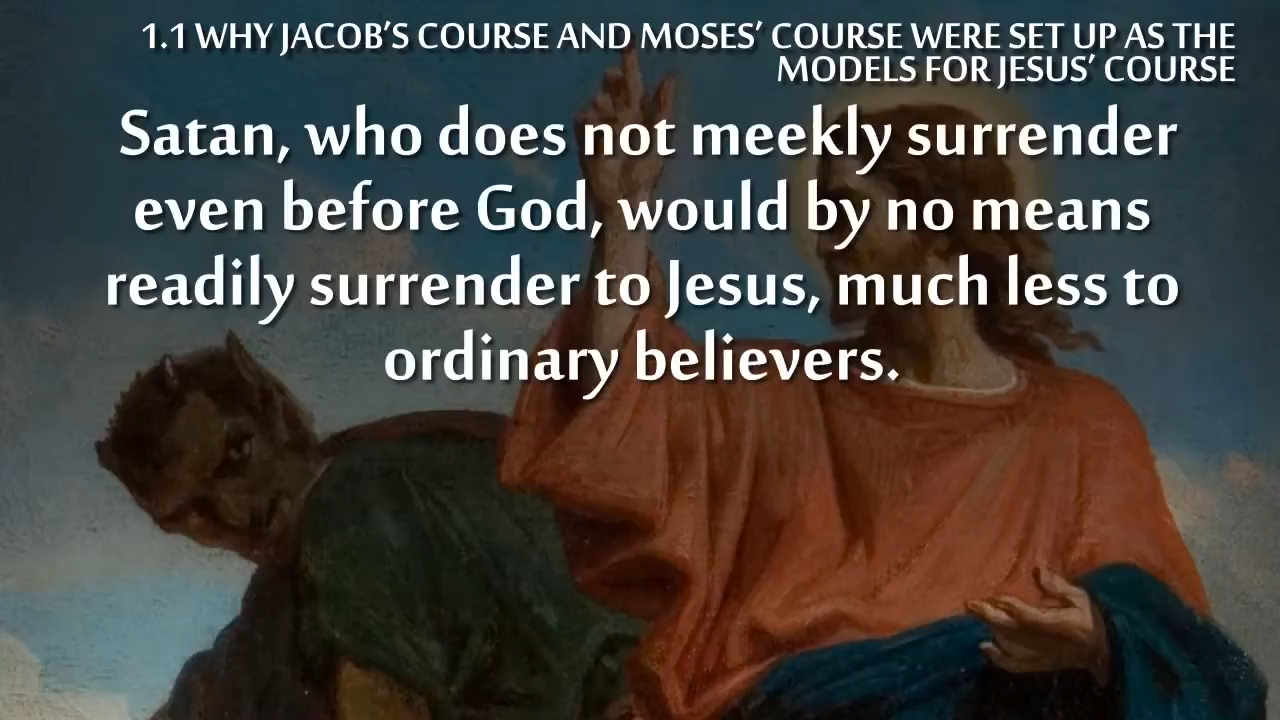 1.1 WHY JACOB’S COURSE AND MOSES’ COURSE WERE SET UP AS THE
MODELS FOR JESUS’ COURSE
Satan, who does not meekly surrender
even before God, would by no means
readily surrender to Jesus, much less to
ordinary believers.